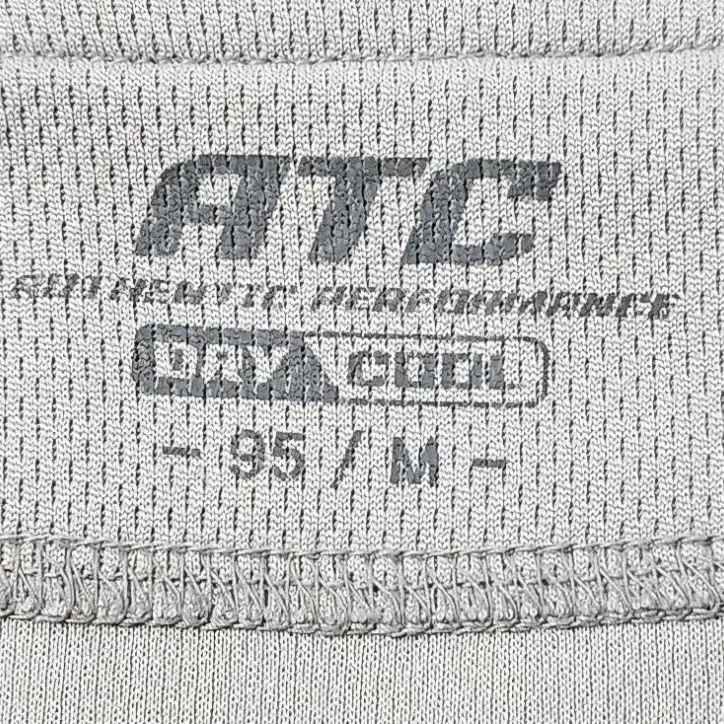 ATC
AUTHENTIC PERFORMANCE
DRY COOL
- 95 / M -